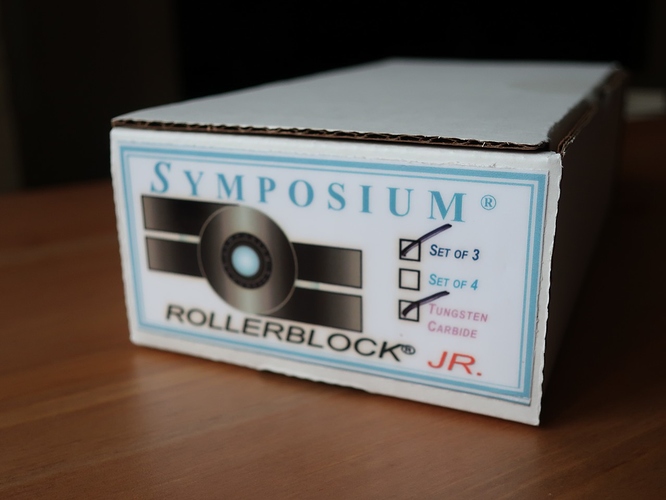 SYMPOSIUM®
SET OF 3
SET OF 4
TUNGSTEN
CARBIDE
ROLLERBLOCK® JR.